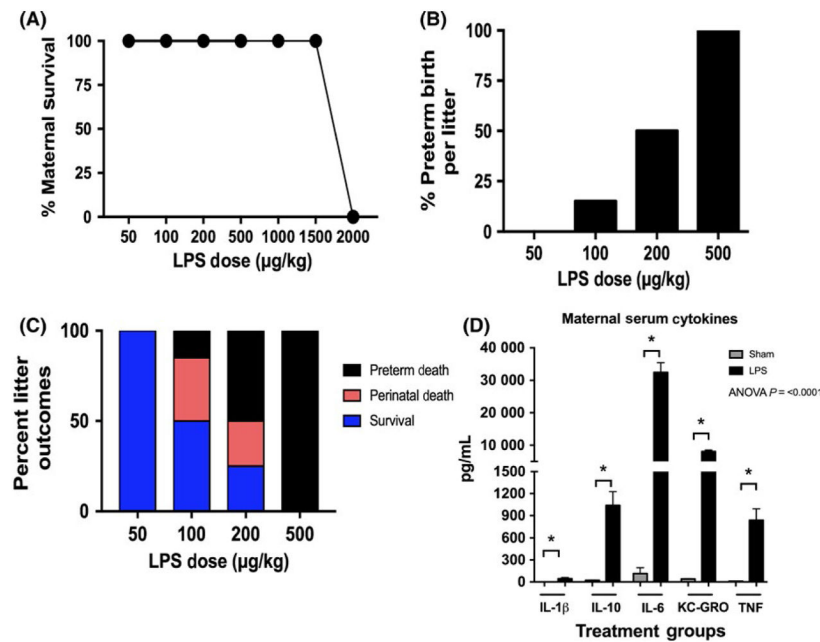 (A)
% Maternal survival
100
75
50
25
0
50 100 200 500 1000 1500 2000
LPS dose (µg/kg)
(B)
% Preterm birth
per litter
100
75
50
25
0
50 100 200 500
LPS dose (µg/kg)
(C)
Percent litter
outcomes
100
50
0
50 100 200 500
LPS dose (µg/kg)
Preterm death
Perinatal death
Survival
(D)
Maternal serum cytokines
Sham
LPS
ANOVA P = <0.0001
pg/mL
40 000
30 000
20 000
10 000
1500
1200
900
600
300
0
* * * * *
IL-1β IL-10 IL-6 KC-GRO TNF
Treatment groups